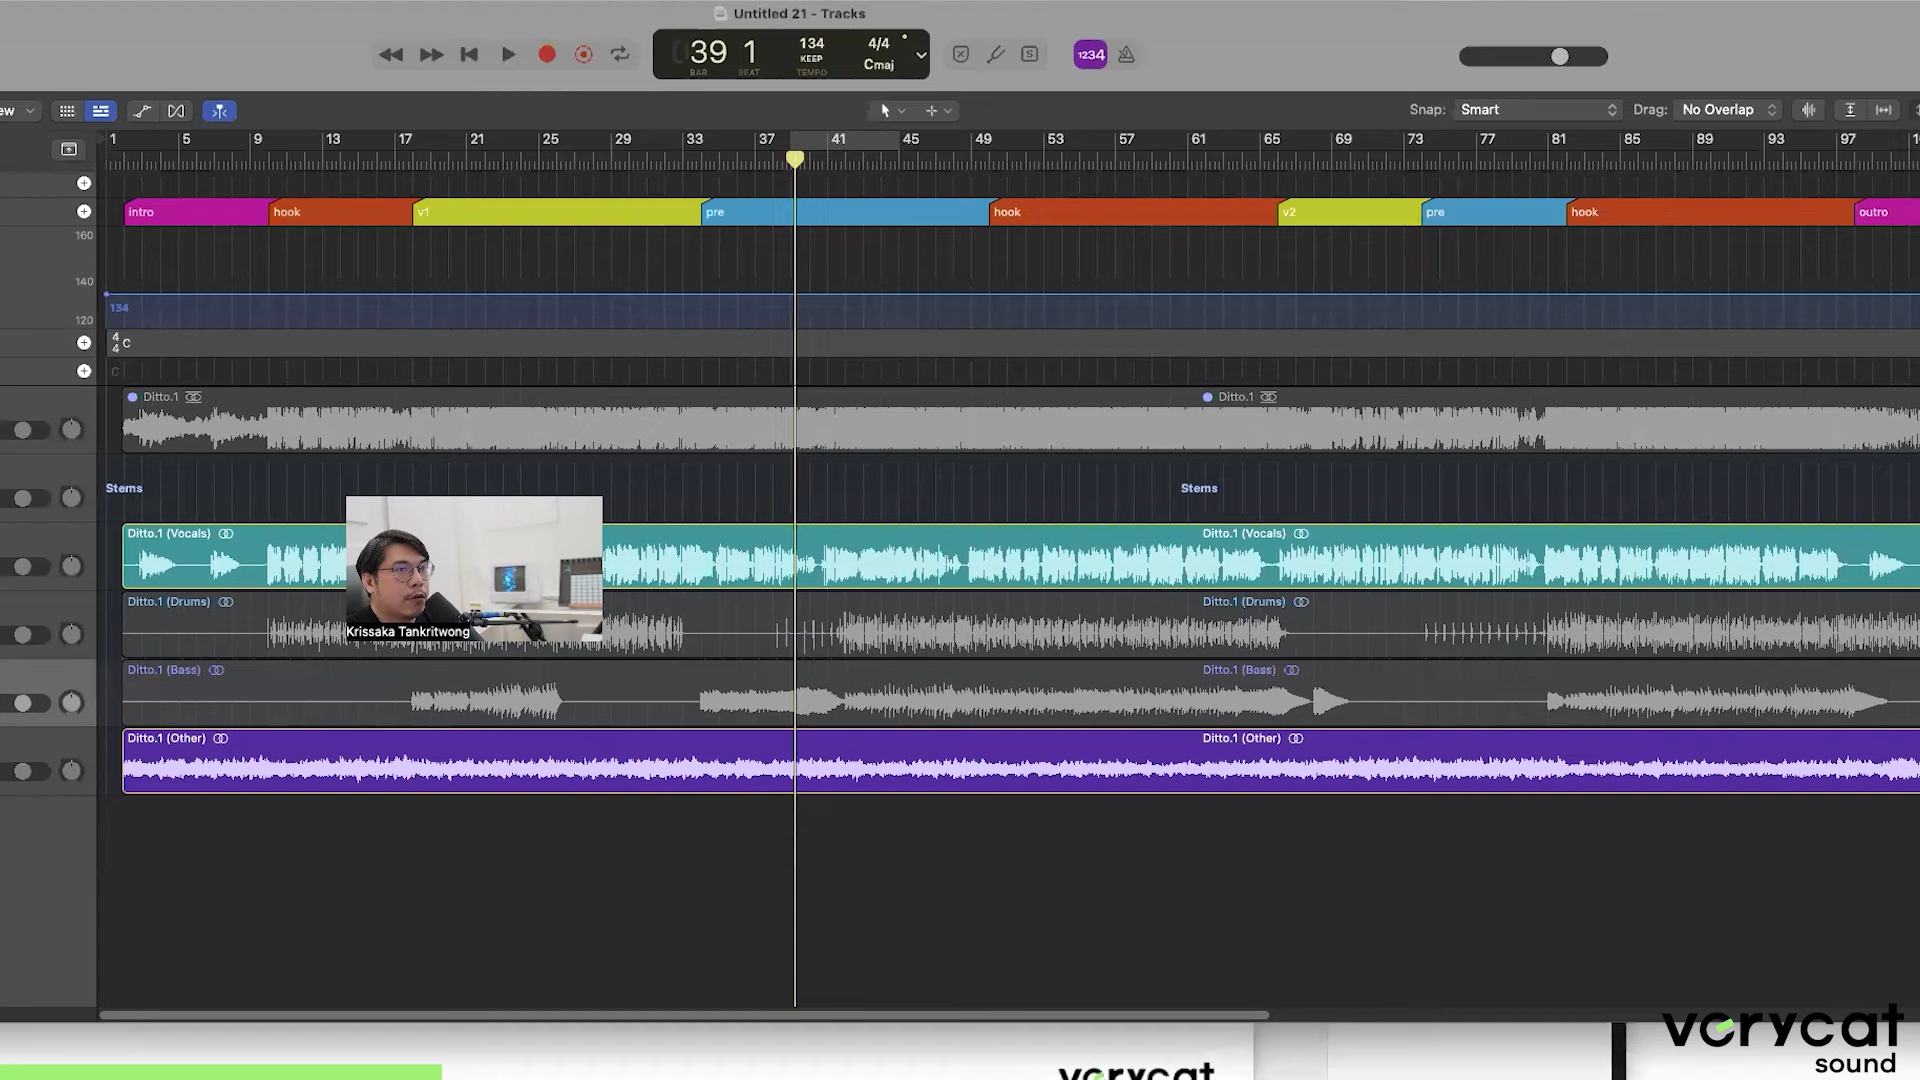 Untitled 21 - Tracks
39 1 134 4/4
KEEP Cmaj
BAR BEAT TEMPO
1234
ew
Snap: Smart Drag: No Overlap
1 5 9 13 17 21 25 29 33 37 41 45 49 53 57 61 65 69 73 77 81 85 89 93 97
intro hook v1 pre hook v2 pre hook outro
160
140
134
120
4/4 C
C
Ditto.1 Ditto.1
Stems Stems
Ditto.1 (Vocals) Ditto.1 (Vocals)
Ditto.1 (Drums) Ditto.1 (Drums)
Krissaka Tankritwong
Ditto.1 (Bass) Ditto.1 (Bass)
Ditto.1 (Other) Ditto.1 (Other)
verycat
sound
verycat